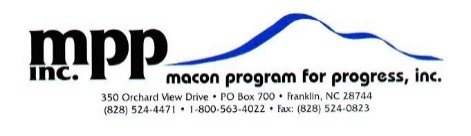 mpp
inc.
macon program for progress, inc.
350 Orchard View Drive • PO Box 700 • Franklin, NC 28744
(828) 524-4471 • 1-800-563-4022 • Fax: (828) 524-0823